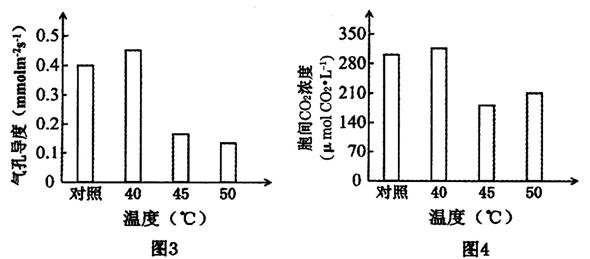 气孔导度(mmolm-²s-¹)
0.5
0.4
0.3
0.2
0.1
0
对照 40 45 50
温度(℃)
图3
胞间CO₂浓度
(μ mol CO₂•L-¹)
350
280
210
140
70
0
对照 40 45 50
温度(℃)
图4